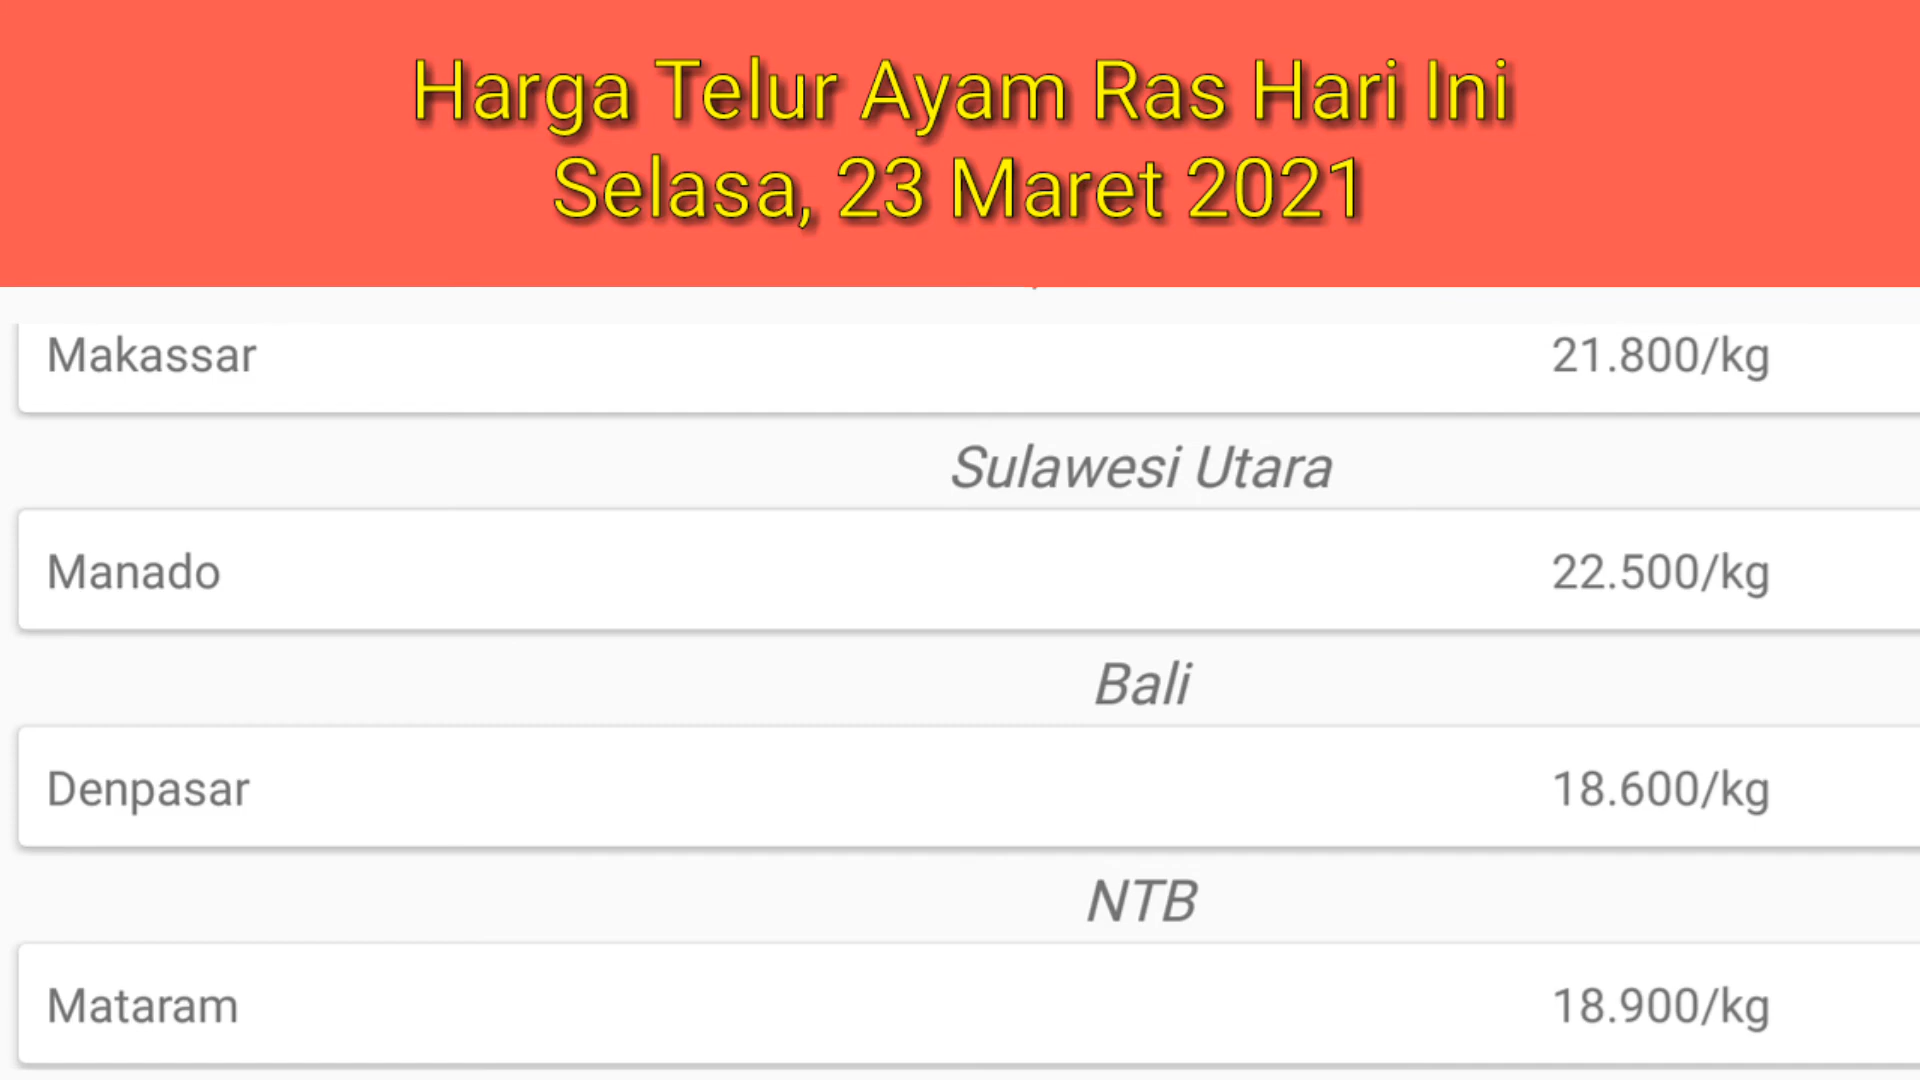 Harga Telur Ayam Ras Hari Ini
Selasa, 23 Maret 2021
Makassar 21.800/kg
Sulawesi Utara
Manado 22.500/kg
Bali
Denpasar 18.600/kg
NTB
Mataram 18.900/kg